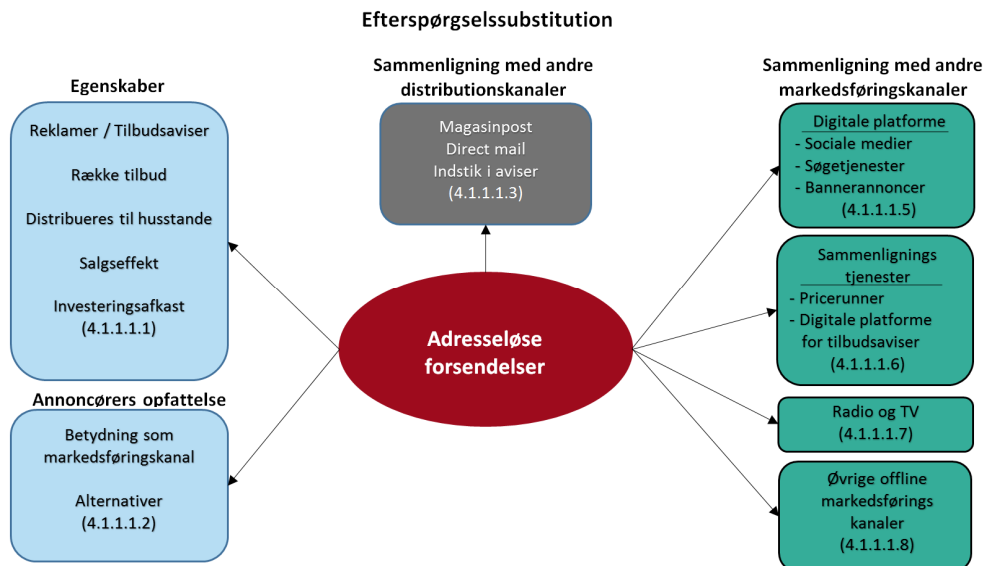 Efterspørgselssubstitution
Egenskaber
Reklamer / Tilbudsaviser
Række tilbud
Distribueres til husstande
Salgseffekt
Investeringsafkast
(4.1.1.1.1)
Annoncørers opfattelse
Betydning som
markedsføringskanal
Alternativer
(4.1.1.1.2)
Sammenligning med andre
distributionskanaler
Magasinpost
Direct mail
Indstik i aviser
(4.1.1.1.3)
Adresseløse
forsendelser
Sammenligning med andre
markedsføringskanaler
Digitale platforme
- Sociale medier
- Søgetjenester
- Bannerannoncer
(4.1.1.1.5)
Sammenlignings
tjenester
- Pricerunner
- Digitale platforme
for tilbudsaviser
(4.1.1.1.6)
Radio og TV
(4.1.1.1.7)
Øvrige offline
markedsførings
kanaler
(4.1.1.1.8)